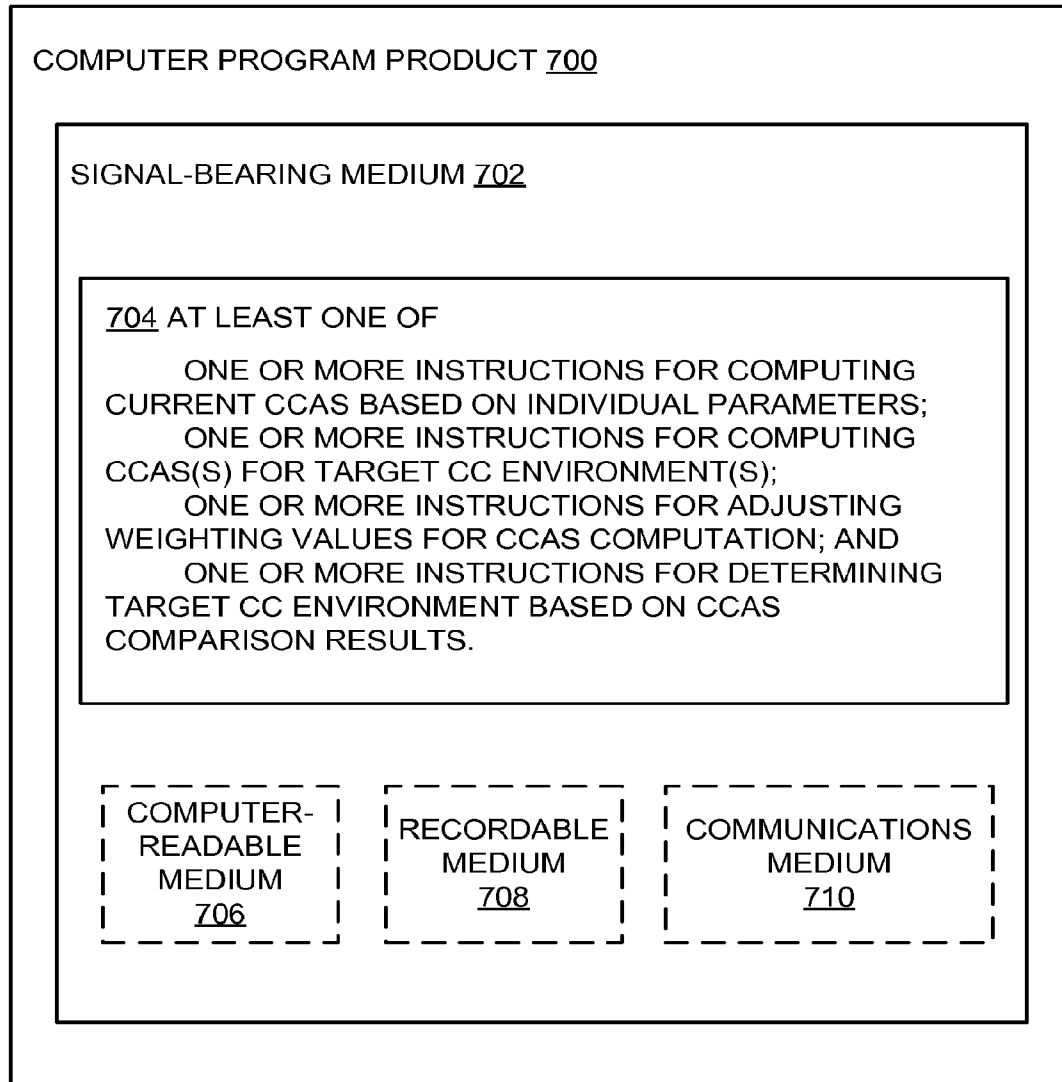 COMPUTER PROGRAM PRODUCT 700
SIGNAL-BEARING MEDIUM 702
704 AT LEAST ONE OF
ONE OR MORE INSTRUCTIONS FOR COMPUTING
CURRENT CCAS BASED ON INDIVIDUAL PARAMETERS;
ONE OR MORE INSTRUCTIONS FOR COMPUTING
CCAS(S) FOR TARGET CC ENVIRONMENT(S);
ONE OR MORE INSTRUCTIONS FOR ADJUSTING
WEIGHTING VALUES FOR CCAS COMPUTATION; AND
ONE OR MORE INSTRUCTIONS FOR DETERMINING
TARGET CC ENVIRONMENT BASED ON CCAS
COMPARISON RESULTS.
COMPUTER-
READABLE
MEDIUM
706
RECORDABLE
MEDIUM
708
COMMUNICATIONS
MEDIUM
710